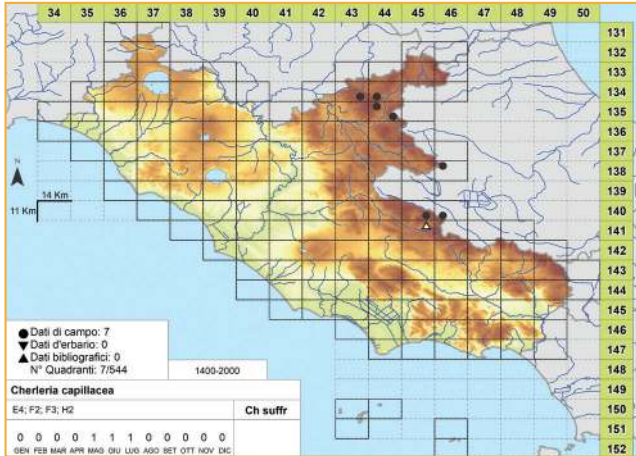 34 35 36 37 38 39 40 41 42 43 44 45 46 47 48 49 50
131
132
133
134
135
136
137
138
139
140
141
142
143
144
145
146
147
148
149
150
151
152
N
14 Km
11 Km
Dati di campo: 7
Dati d'erbario: 0
Dati bibliografici: 0
N° Quadranti: 7/544
1400-2000
Cherleria capillacea
E4; F2; F3; H2 Ch suffr
0 0 0 0 1 1 1 0 0 0 0 0
GEN FEB MAR APR MAG GIU LUG AGO SET OTT NOV DIC